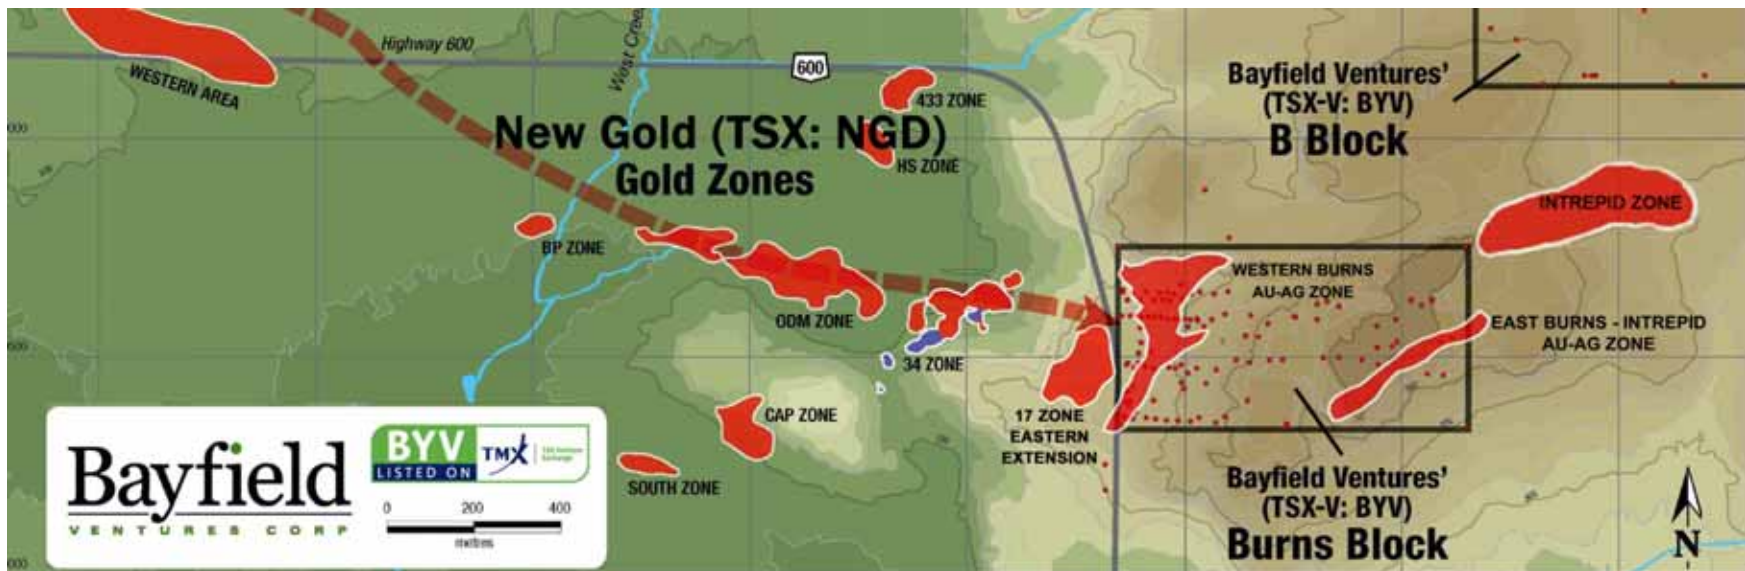 Highway 600
West Creek
600
WESTERN AREA
433 ZONE
New Gold (TSX: NGD)
Gold Zones
HS ZONE
Bayfield Ventures’
(TSX-V: BYV)
B Block
INTREPID ZONE
BP ZONE
WESTERN BURNS
AU-AG ZONE
ODM ZONE
34 ZONE
EAST BURNS - INTREPID
AU-AG ZONE
CAP ZONE
17 ZONE
EASTERN
EXTENSION
SOUTH ZONE
Bayfield Ventures’
(TSX-V: BYV)
Burns Block
Bayfield
VENTURES CORP
BYV
LISTED ON
TMX
0 200 400
metres
N